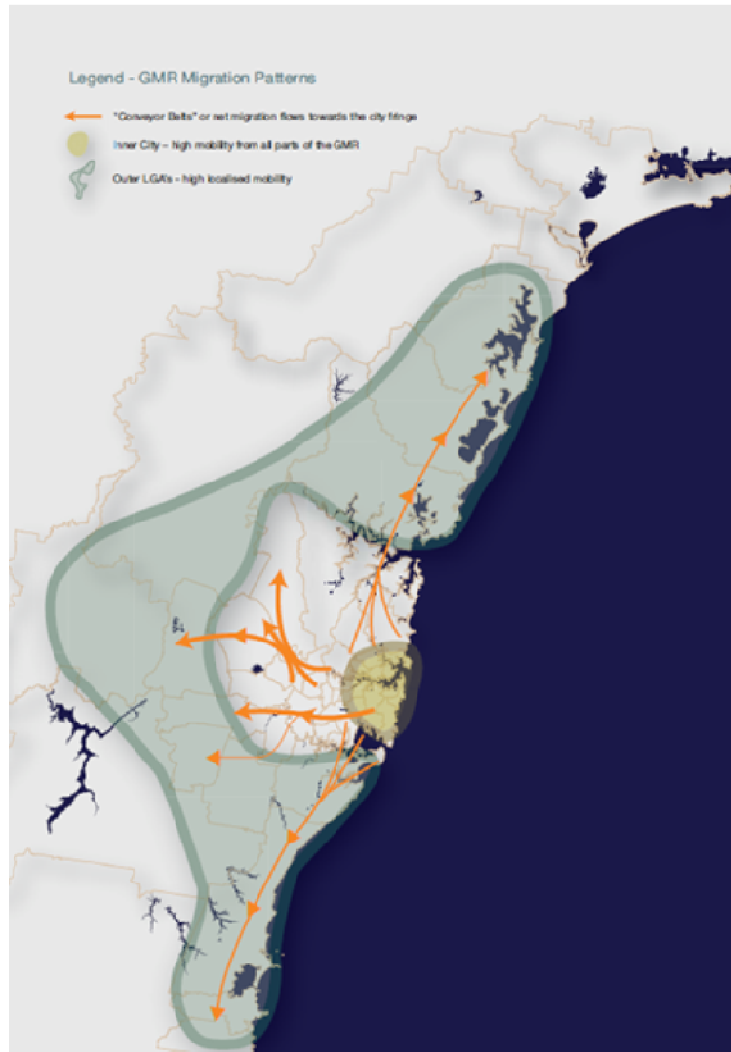 Legend - GMR Migration Patterns
"Conveyor Belts" or net migration flows towards the city fringe
Inner City – high mobility from all parts of the GMR
Outer LGA's - high localised mobility